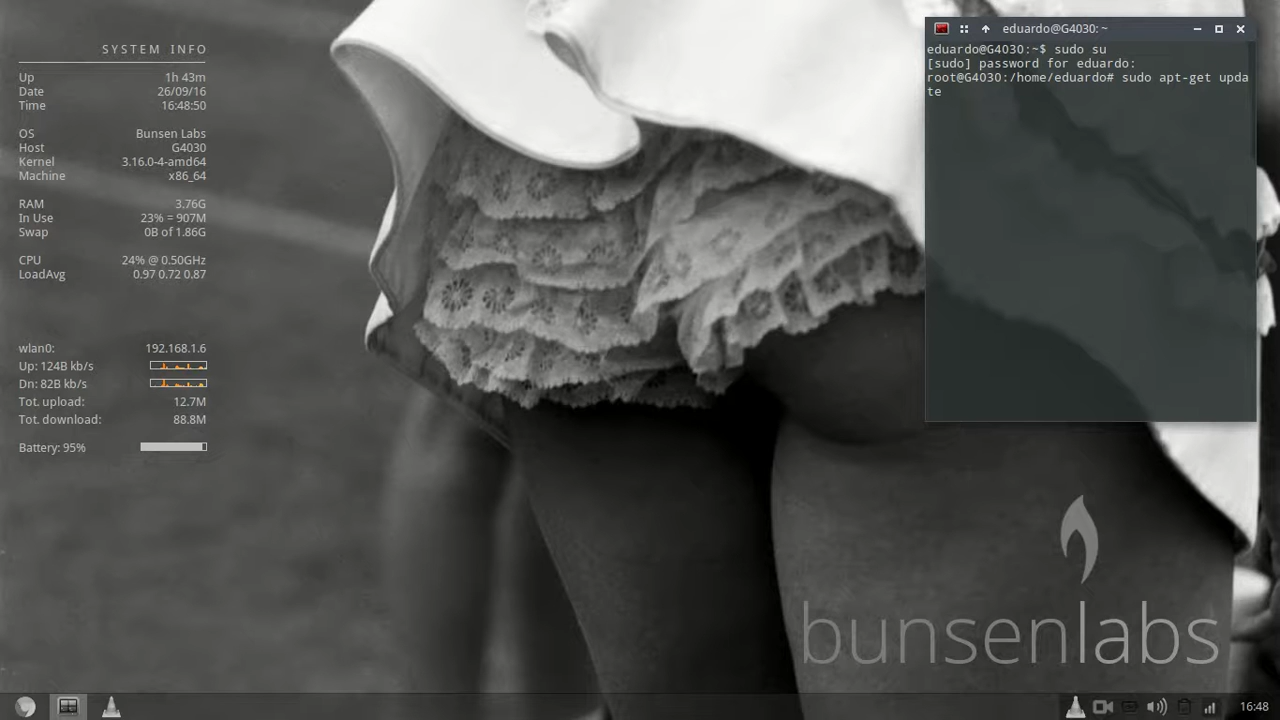 SYSTEM INFO
Up 1h 43m
Date 26/09/16
Time 16:48:50
OS Bunsen Labs
Host G4030
Kernel 3.16.0-4-amd64
Machine x86_64
RAM 3.76G
In Use 23% = 907M
Swap 0B of 1.86G
CPU 24% @ 0.50GHz
LoadAvg 0.97 0.72 0.87
wlan0: 192.168.1.6
Up: 124B kb/s
Dn: 82B kb/s
Tot. upload: 12.7M
Tot. download: 88.8M
Battery: 95%
eduardo@G4030: ~
eduardo@G4030:~$ sudo su
[sudo] password for eduardo:
root@G4030:/home/eduardo# sudo apt-get upda
te
bunsenlabs
16:48